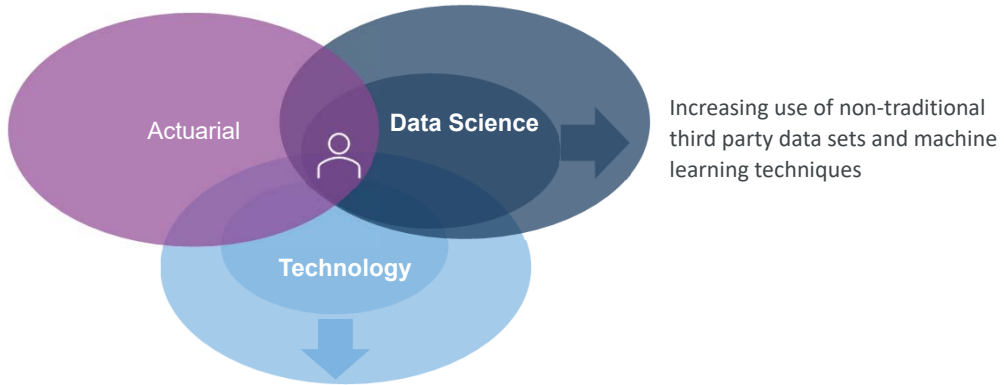 Actuarial
Data Science
Increasing use of non-traditional
third party data sets and machine
learning techniques
Technology